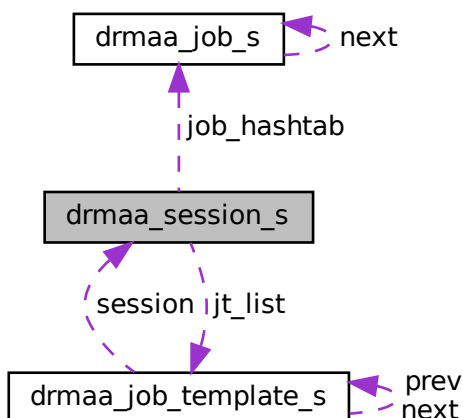 drmaa_job_s
next
job_hashtab
drmaa_session_s
session
jt_list
drmaa_job_template_s
prev
next